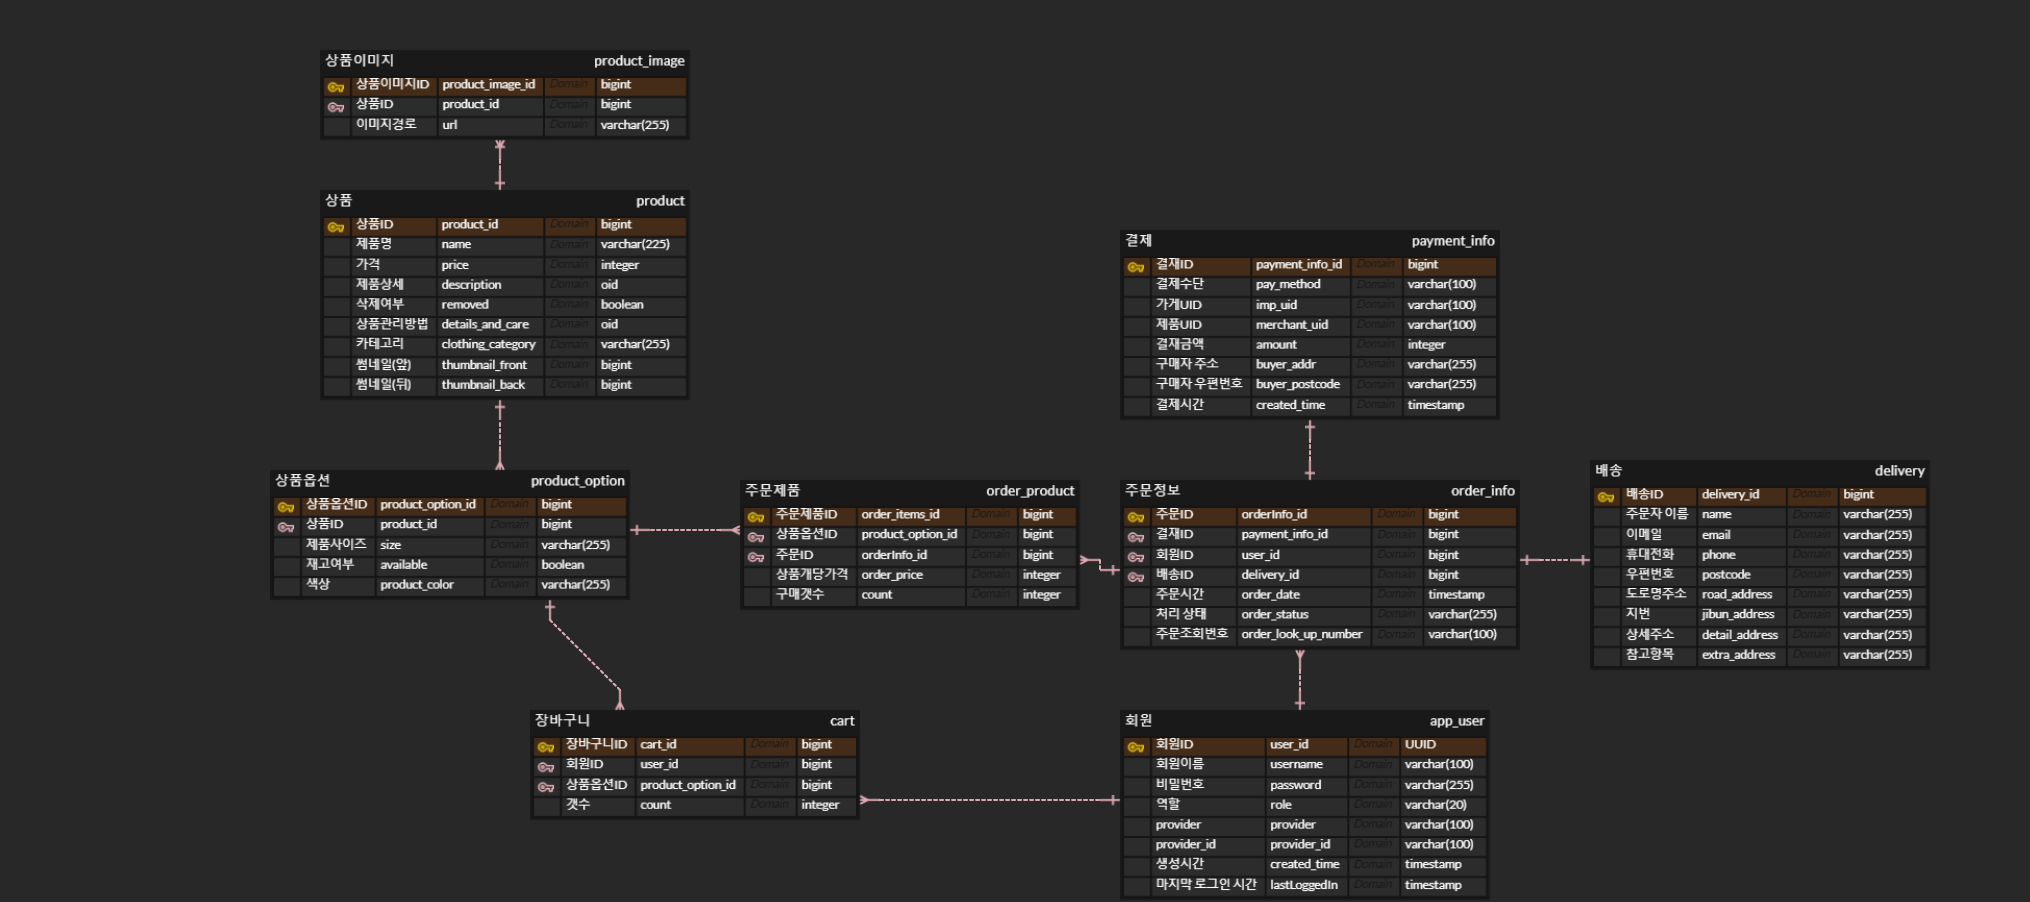 상품이미지 product_image
상품이미지ID product_image_id Domain bigint
상품ID product_id Domain bigint
이미지경로 url Domain varchar(255)
상품 product
상품ID product_id Domain bigint
제품명 name Domain varchar(225)
가격 price Domain integer
제품상세 description Domain oid
삭제여부 removed Domain boolean
상품관리방법 details_and_care Domain oid
카테고리 clothing_category Domain varchar(255)
썸네일(앞) thumbnail_front Domain bigint
썸네일(뒤) thumbnail_back Domain bigint
결제 payment_info
결재ID payment_info_id Domain bigint
결제수단 pay_method Domain varchar(100)
가게UID imp_uid Domain varchar(100)
제품UID merchant_uid Domain varchar(100)
결재금액 amount Domain integer
구매자 주소 buyer_addr Domain varchar(255)
구매자 우편번호 buyer_postcode Domain varchar(255)
결제시간 created_time Domain timestamp
상품옵션 product_option
상품옵션ID product_option_id Domain bigint
상품ID product_id Domain bigint
제품사이즈 size Domain varchar(255)
재고여부 available Domain boolean
색상 product_color Domain varchar(255)
주문제품 order_product
주문제품ID order_items_id Domain bigint
상품옵션ID product_option_id Domain bigint
주문ID orderInfo_id Domain bigint
상품개당가격 order_price Domain integer
구매갯수 count Domain integer
주문정보 order_info
주문ID orderInfo_id Domain bigint
결재ID payment_info_id Domain bigint
회원ID user_id Domain bigint
배송ID delivery_id Domain bigint
주문시간 order_date Domain timestamp
처리 상태 order_status Domain varchar(255)
주문조회번호 order_look_up_number Domain varchar(100)
배송 delivery
배송ID delivery_id Domain bigint
주문자 이름 name Domain varchar(255)
이메일 email Domain varchar(255)
휴대전화 phone Domain varchar(255)
우편번호 postcode Domain varchar(255)
도로명주소 road_address Domain varchar(255)
지번 jibun_address Domain varchar(255)
상세주소 detail_address Domain varchar(255)
참고항목 extra_address Domain varchar(255)
장바구니 cart
장바구니ID cart_id Domain bigint
회원ID user_id Domain bigint
상품옵션ID product_option_id Domain bigint
갯수 count Domain integer
회원 app_user
회원ID user_id Domain UUID
회원이름 username Domain varchar(100)
비밀번호 password Domain varchar(255)
역할 role Domain varchar(20)
provider provider Domain varchar(100)
provider_id provider_id Domain varchar(100)
생성시간 created_time Domain timestamp
마지막 로그인 시간 lastLoggedIn Domain timestamp